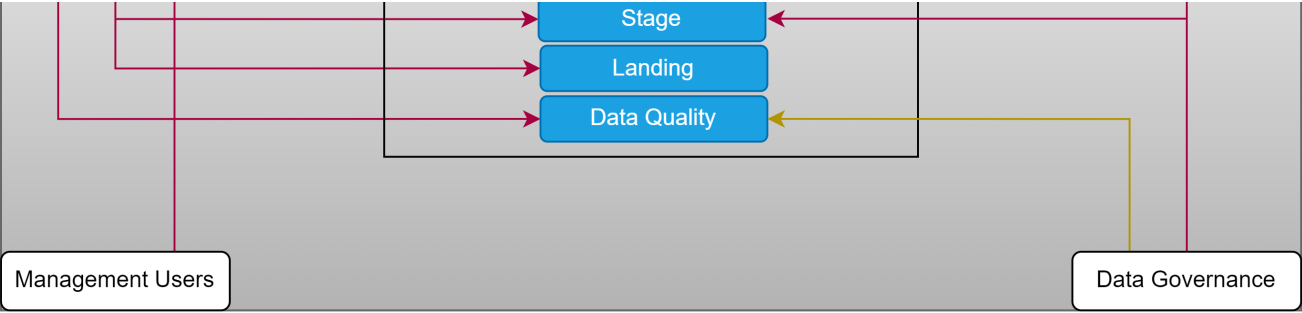 Stage
Landing
Data Quality
Management Users
Data Governance